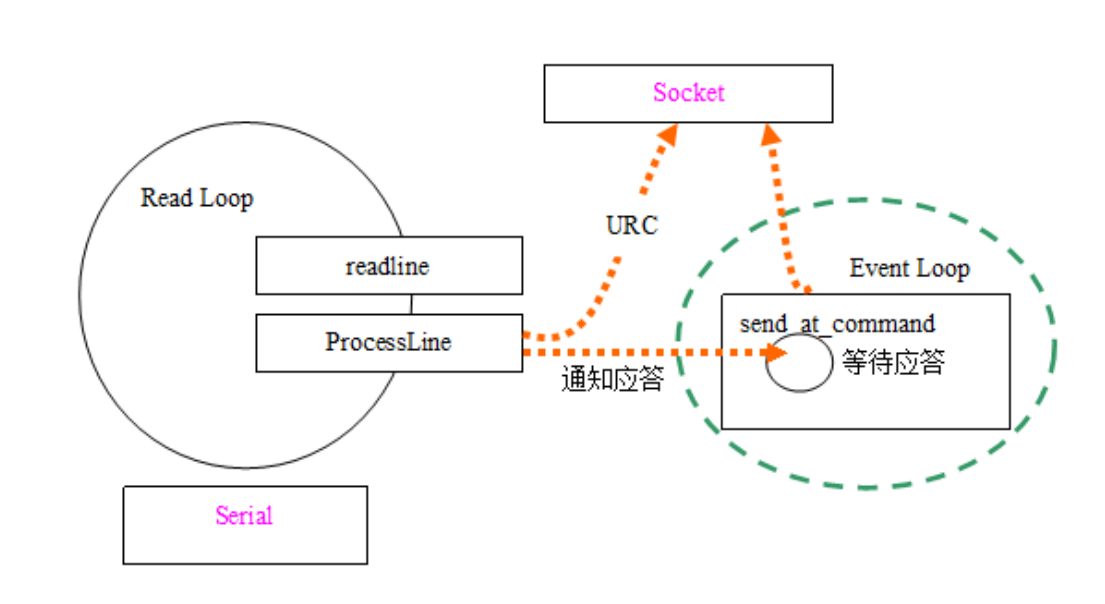 Socket
Read Loop
URC
readline
Event Loop
send_at_command
ProcessLine
等待应答
通知应答
Serial